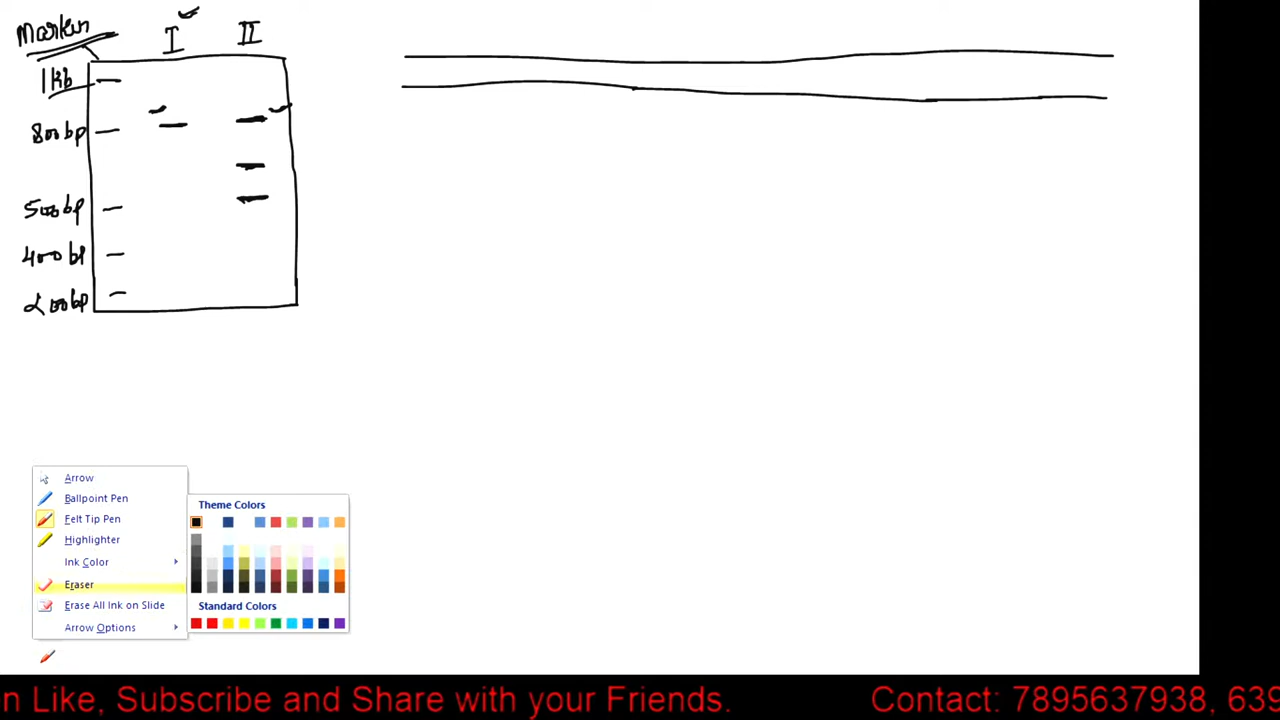 Marker
I II
1kb
800bp
500bp
400bp
200bp
Arrow
Ballpoint Pen
Felt Tip Pen
Highlighter
Ink Color
Eraser
Erase All Ink on Slide
Arrow Options
Theme Colors
Standard Colors
n Like, Subscribe and Share with your Friends. Contact: 7895637938, 639